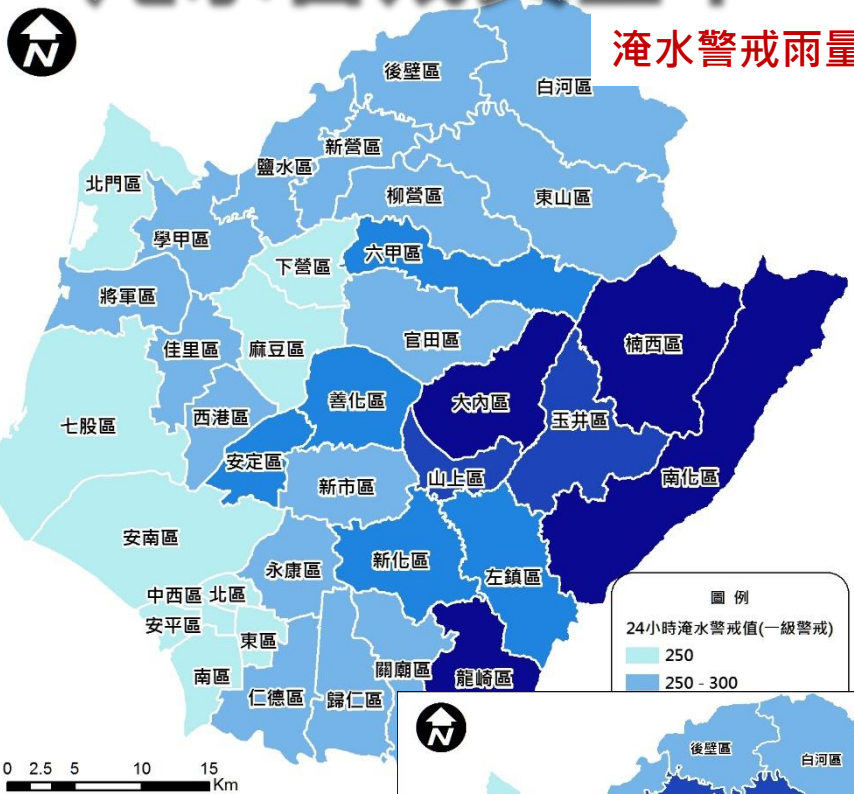 淹水警戒雨量
N
後壁區
白河區
新營區
鹽水區
北門區
柳營區
東山區
學甲區
六甲區
下營區
將軍區
官田區
楠西區
佳里區
麻豆區
善化區
大內區
玉井區
西港區
七股區
安定區
山上區
南化區
新市區
安南區
新化區
永康區
左鎮區
中西區
北區
安平區
東區
南區
關廟區
龍崎區
仁德區
歸仁區
圖 例
24小時淹水警戒值(一級警戒)
250
250 - 300
N
後壁區
白河區
0 2.5 5 10 15
Km